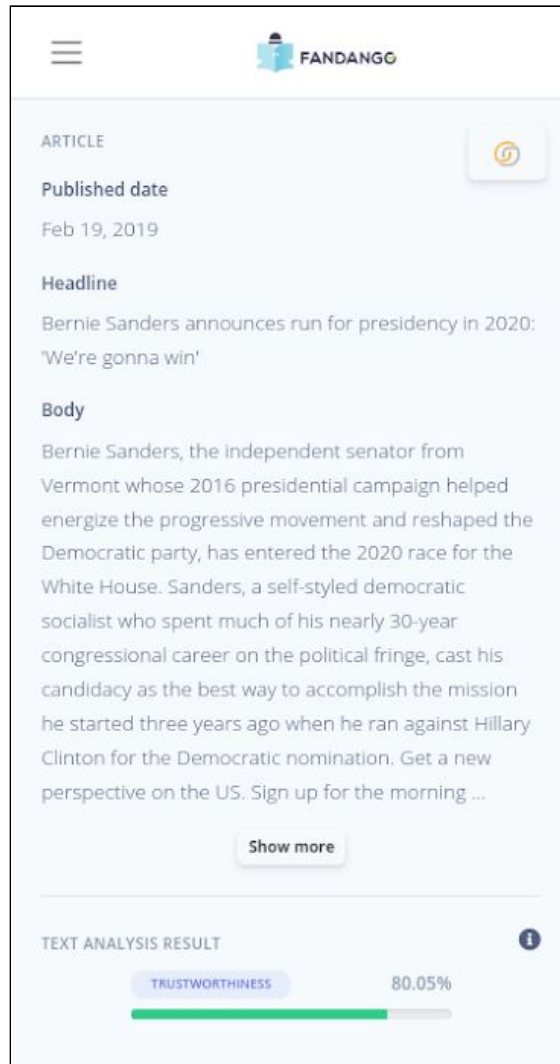 FANDANGO
ARTICLE
Published date
Feb 19, 2019
Headline
Bernie Sanders announces run for presidency in 2020:
'We're gonna win'
Body
Bernie Sanders, the independent senator from
Vermont whose 2016 presidential campaign helped
energize the progressive movement and reshaped the
Democratic party, has entered the 2020 race for the
White House. Sanders, a self-styled democratic
socialist who spent much of his nearly 30-year
congressional career on the political fringe, cast his
candidacy as the best way to accomplish the mission
he started three years ago when he ran against Hillary
Clinton for the Democratic nomination. Get a new
perspective on the US. Sign up for the morning ...
Show more
TEXT ANALYSIS RESULT
TRUSTWORTHINESS 80.05%